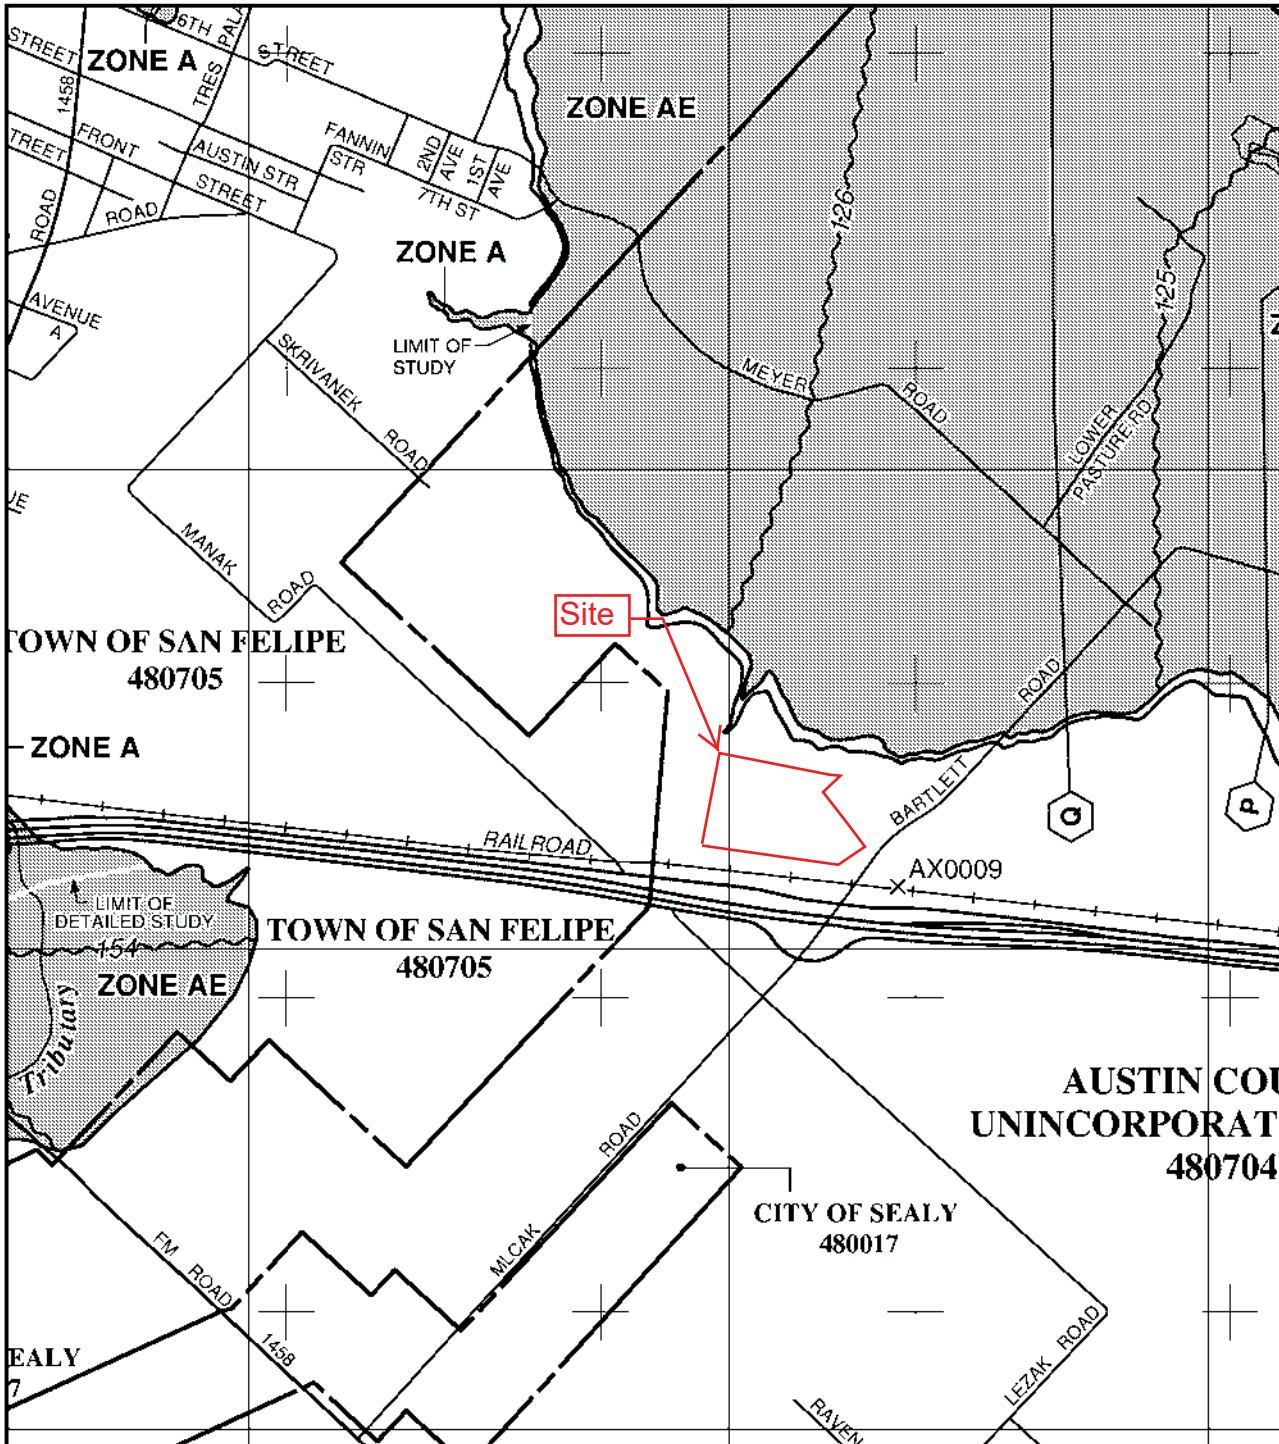 6TH
STREET
PALA
STREET
ZONE A
TRES
1458
FRONT
STREET
AUSTIN STR
FANNIN
STR
2ND
AVE
1ST
AVE
7TH ST
TREET
ROAD
ROAD
ZONE AE
126
125
ZONE A
AVENUE
A
LIMIT OF
STUDY
SKRIVANEK
ROAD
MEYER
ROAD
LOWER
PASTURE RD
UE
MANAK
ROAD
Site
TOWN OF SAN FELIPE
480705
ROAD
ZONE A
BARTLETT
Q
P
RAILROAD
AX0009
LIMIT OF
DETAILED STUDY
154
TOWN OF SAN FELIPE
480705
ZONE AE
Tributary
AUSTIN COU
UNINCORPORAT
480704
ROAD
MLCAK
CITY OF SEALY
480017
FM
ROAD
1458
EALY
7
LEZAK ROAD
RAVEN